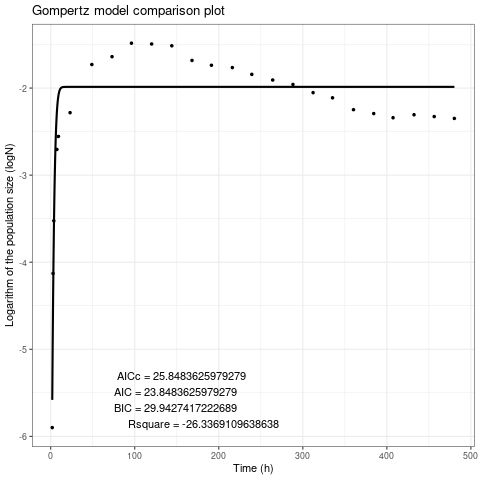 Gompertz model comparison plot
Logarithm of the population size (logN)
-2
-3
-4
-5
-6
AICc = 25.8483625979279
AIC = 23.8483625979279
BIC = 29.9427417222689
Rsquare = -26.3369109638638
0 100 200 300 400 500
Time (h)